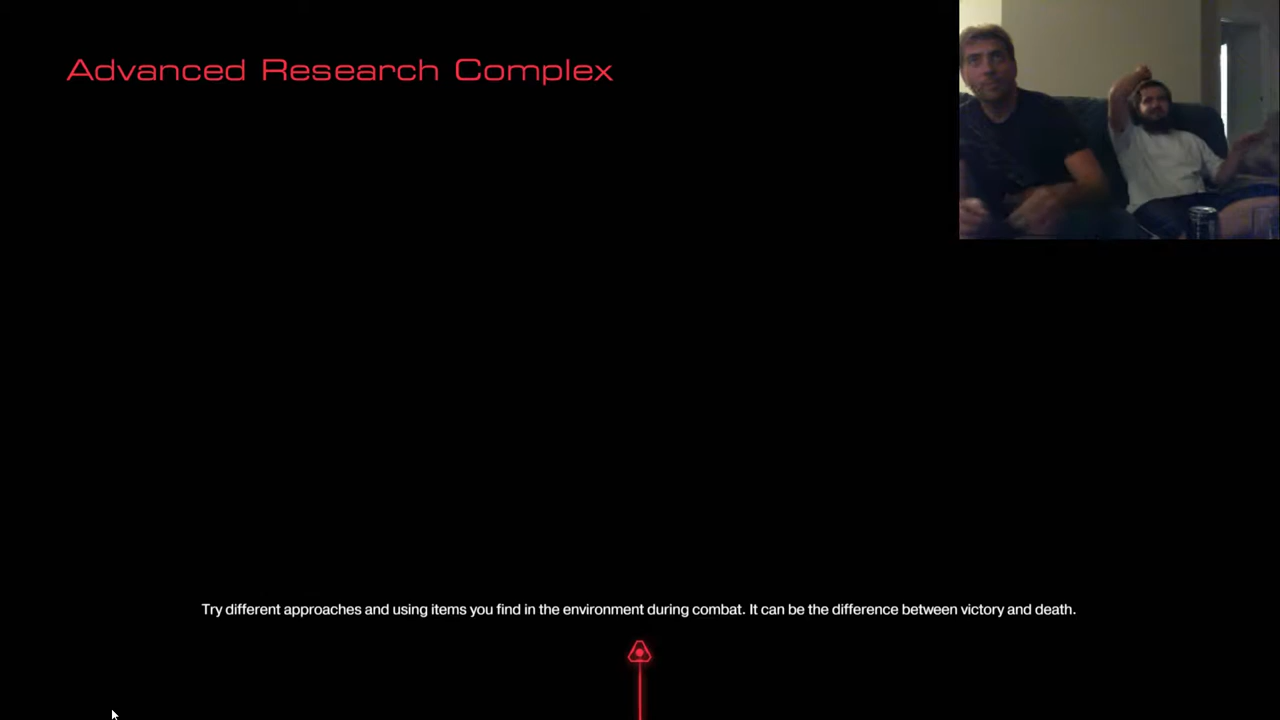 Advanced Research Complex
Try different approaches and using items you find in the environment during combat. It can be the difference between victory and death.